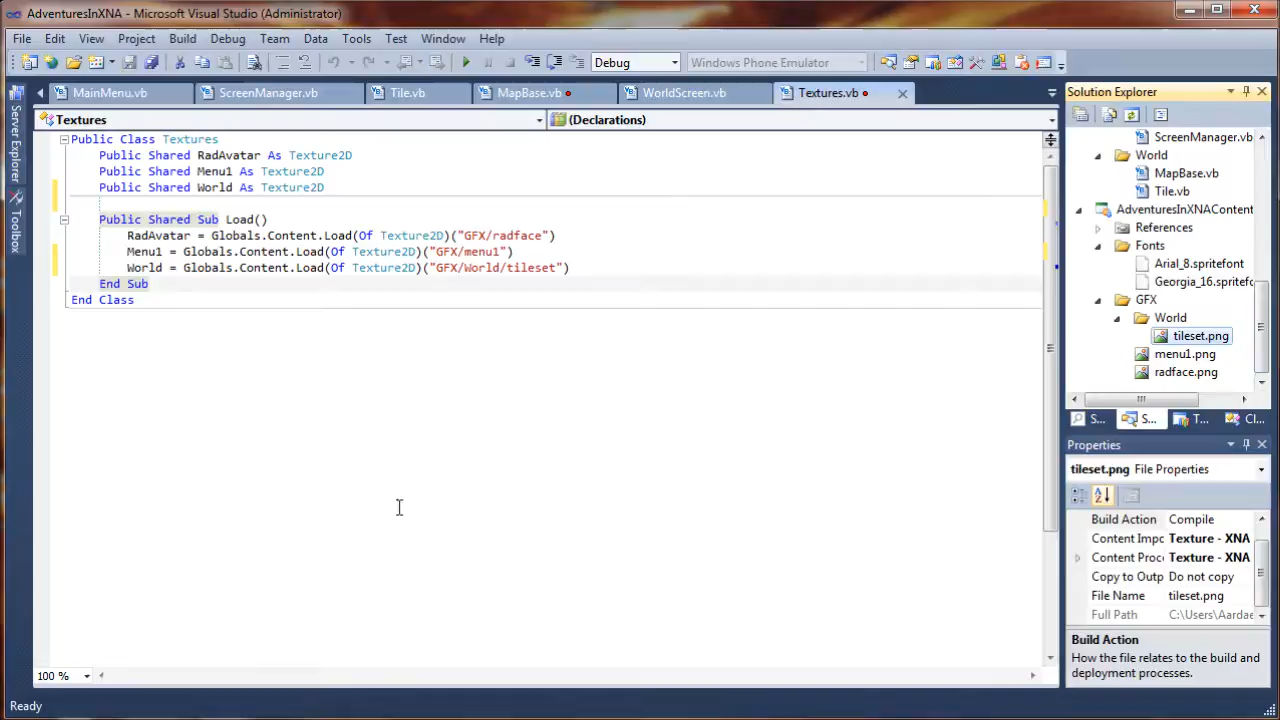 AdventuresInXNA - Microsoft Visual Studio (Administrator)
File Edit View Project Build Debug Team Data Tools Test Window Help
Debug Windows Phone Emulator
MainMenu.vb ScreenManager.vb Tile.vb MapBase.vb WorldScreen.vb Textures.vb
Textures (Declarations)
Public Class Textures
Public Shared RadAvatar As Texture2D
Public Shared Menu1 As Texture2D
Public Shared World As Texture2D
Public Shared Sub Load()
RadAvatar = Globals.Content.Load(Of Texture2D)("GFX/radface")
Menu1 = Globals.Content.Load(Of Texture2D)("GFX/menu1")
World = Globals.Content.Load(Of Texture2D)("GFX/World/tileset")
End Sub
End Class
100 %
Ready
Server Explorer
Toolbox
Solution Explorer
ScreenManager.vb
World
MapBase.vb
Tile.vb
AdventuresInXNAContent
References
Fonts
Arial_8.spritefont
Georgia_16.spritefo
GFX
World
tileset.png
menu1.png
radface.png
S... S... T... Cl...
Properties
tileset.png File Properties
Build Action Compile
Content Impo Texture - XNA
Content Proc Texture - XNA
Copy to Outp Do not copy
File Name tileset.png
Full Path C:\Users\Aardae
Build Action
How the file relates to the build and
deployment processes.